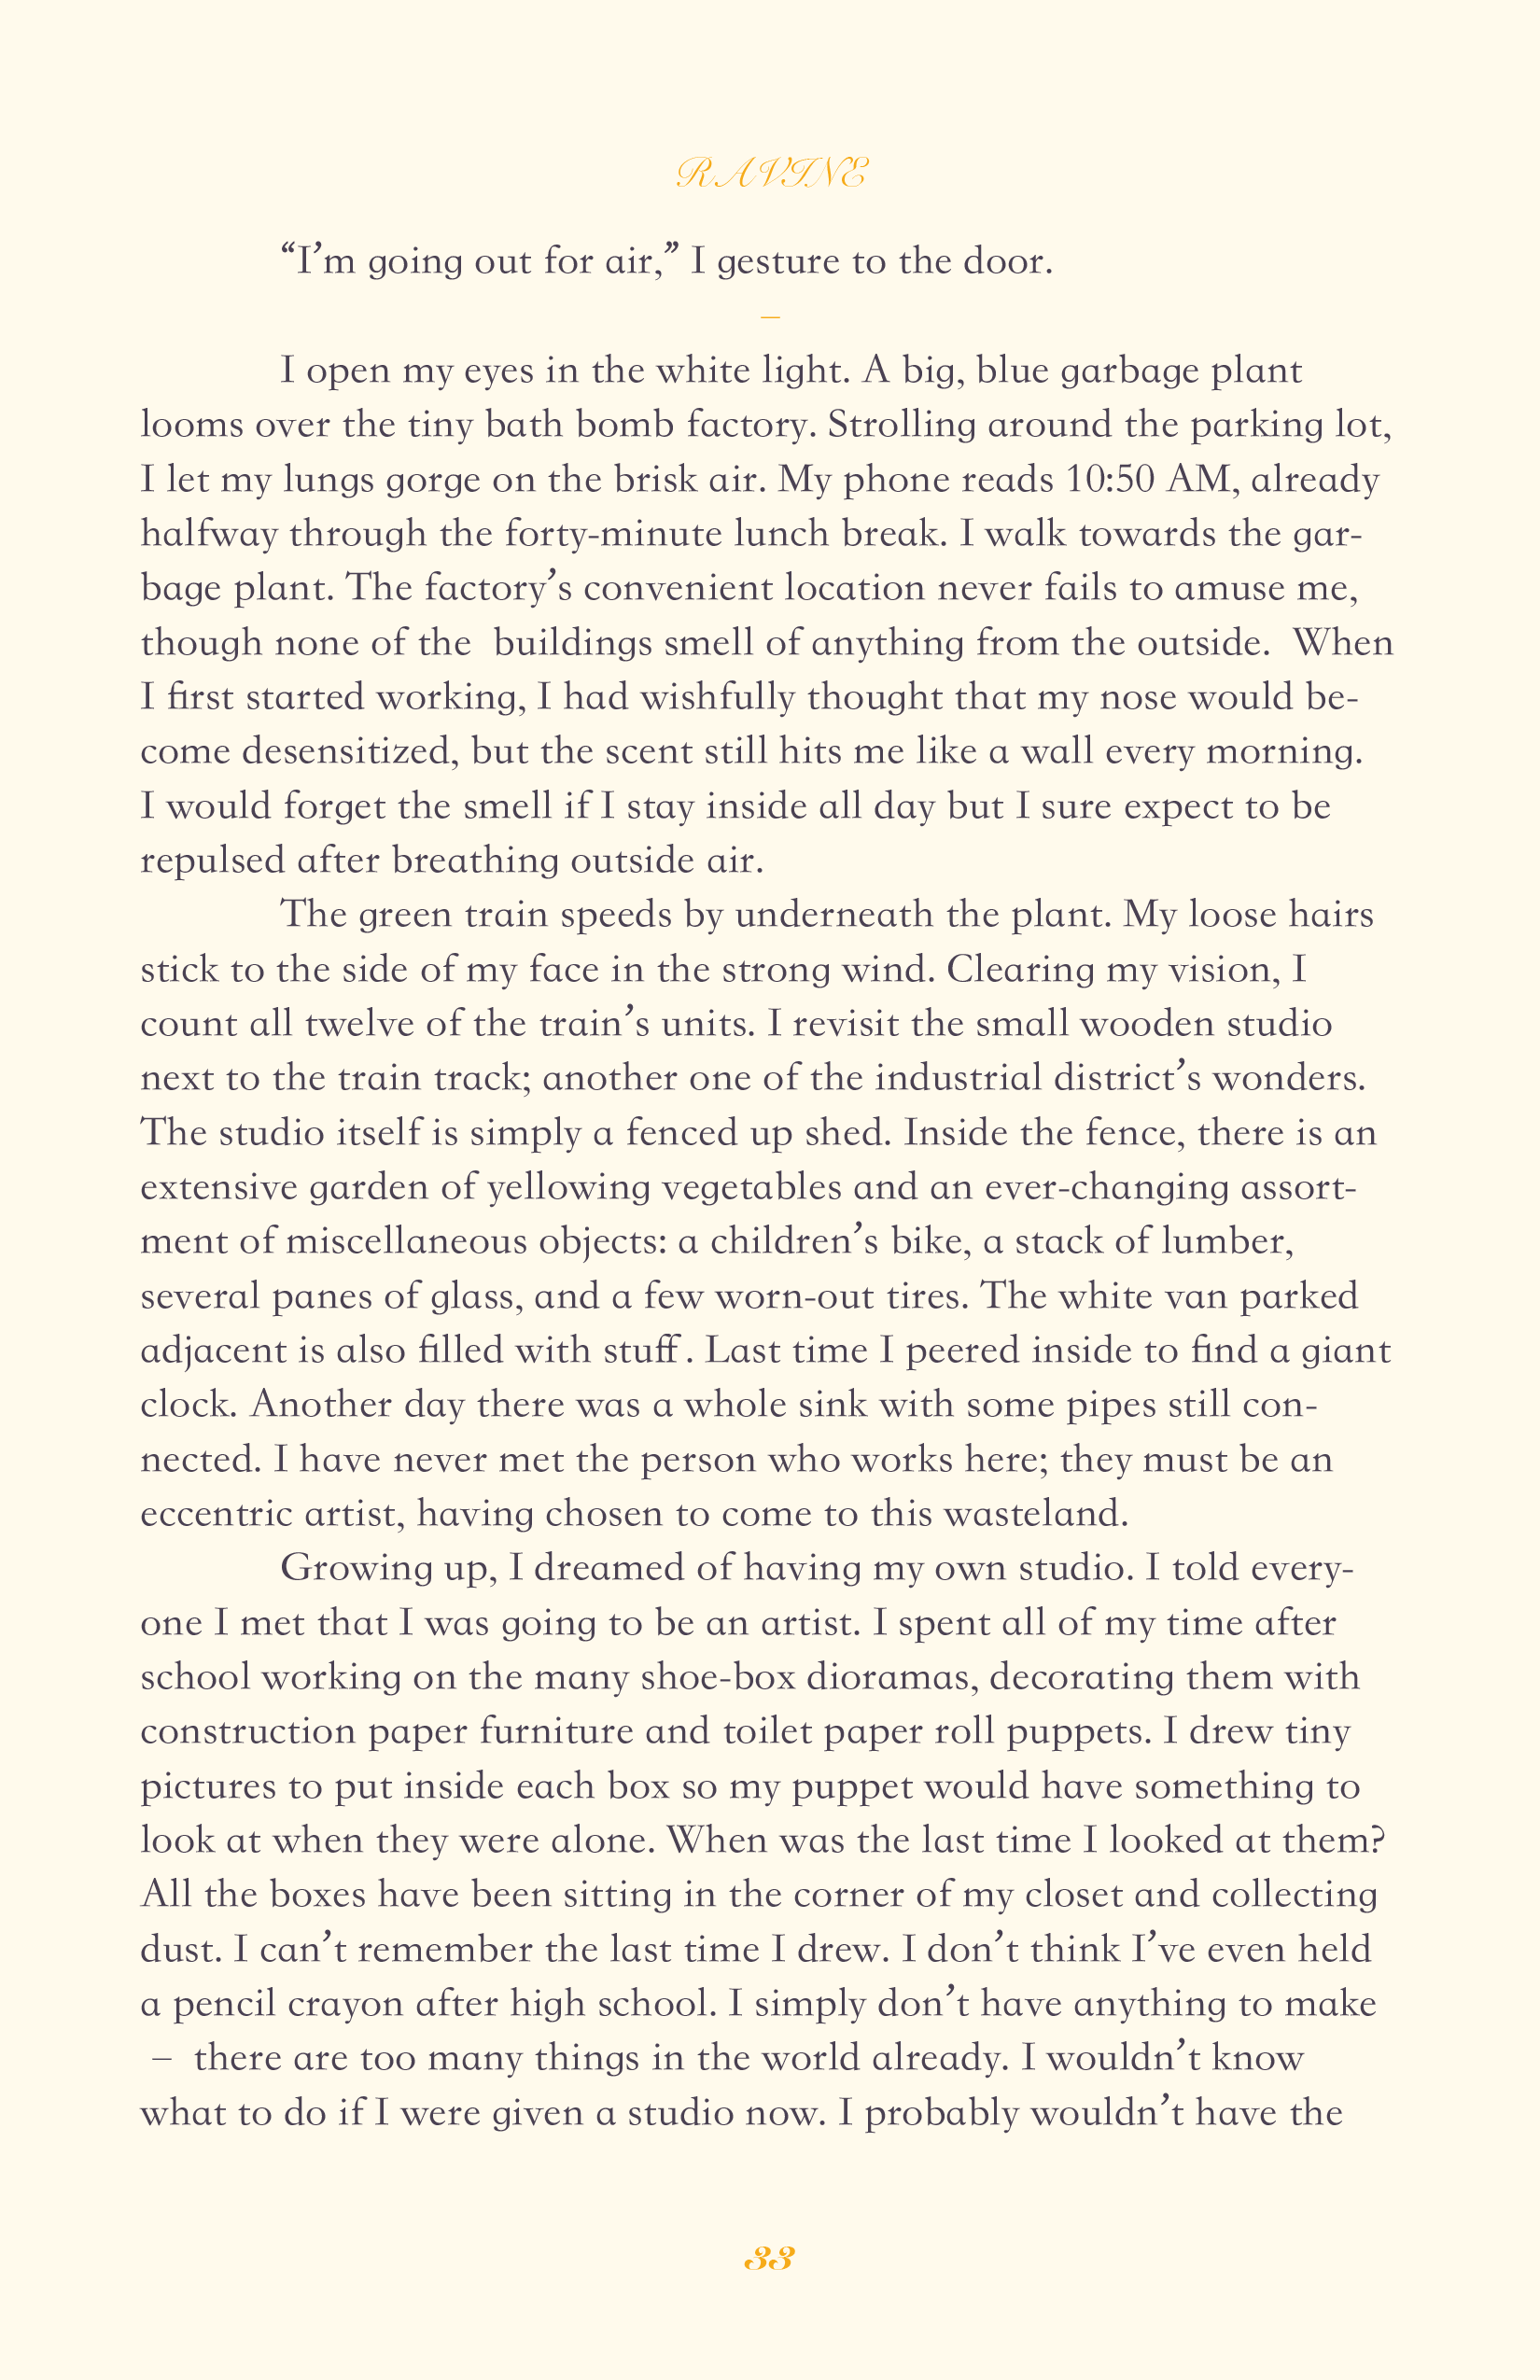 RAVINE
“I’m going out for air,” I gesture to the door.
–
I open my eyes in the white light. A big, blue garbage plant
looms over the tiny bath bomb factory. Strolling around the parking lot,
I let my lungs gorge on the brisk air. My phone reads 10:50 AM, already
halfway through the forty-minute lunch break. I walk towards the gar-
bage plant. The factory’s convenient location never fails to amuse me,
though none of the  buildings smell of anything from the outside.  When
I first started working, I had wishfully thought that my nose would be-
come desensitized, but the scent still hits me like a wall every morning.
I would forget the smell if I stay inside all day but I sure expect to be
repulsed after breathing outside air.
The green train speeds by underneath the plant. My loose hairs
stick to the side of my face in the strong wind. Clearing my vision, I
count all twelve of the train’s units. I revisit the small wooden studio
next to the train track; another one of the industrial district’s wonders.
The studio itself is simply a fenced up shed. Inside the fence, there is an
extensive garden of yellowing vegetables and an ever-changing assort-
ment of miscellaneous objects: a children’s bike, a stack of lumber,
several panes of glass, and a few worn-out tires. The white van parked
adjacent is also filled with stuff. Last time I peered inside to find a giant
clock. Another day there was a whole sink with some pipes still con-
nected. I have never met the person who works here; they must be an
eccentric artist, having chosen to come to this wasteland.
Growing up, I dreamed of having my own studio. I told every-
one I met that I was going to be an artist. I spent all of my time after
school working on the many shoe-box dioramas, decorating them with
construction paper furniture and toilet paper roll puppets. I drew tiny
pictures to put inside each box so my puppet would have something to
look at when they were alone. When was the last time I looked at them?
All the boxes have been sitting in the corner of my closet and collecting
dust. I can’t remember the last time I drew. I don’t think I’ve even held
a pencil crayon after high school. I simply don’t have anything to make
–  there are too many things in the world already. I wouldn’t know
what to do if I were given a studio now. I probably wouldn’t have the
33